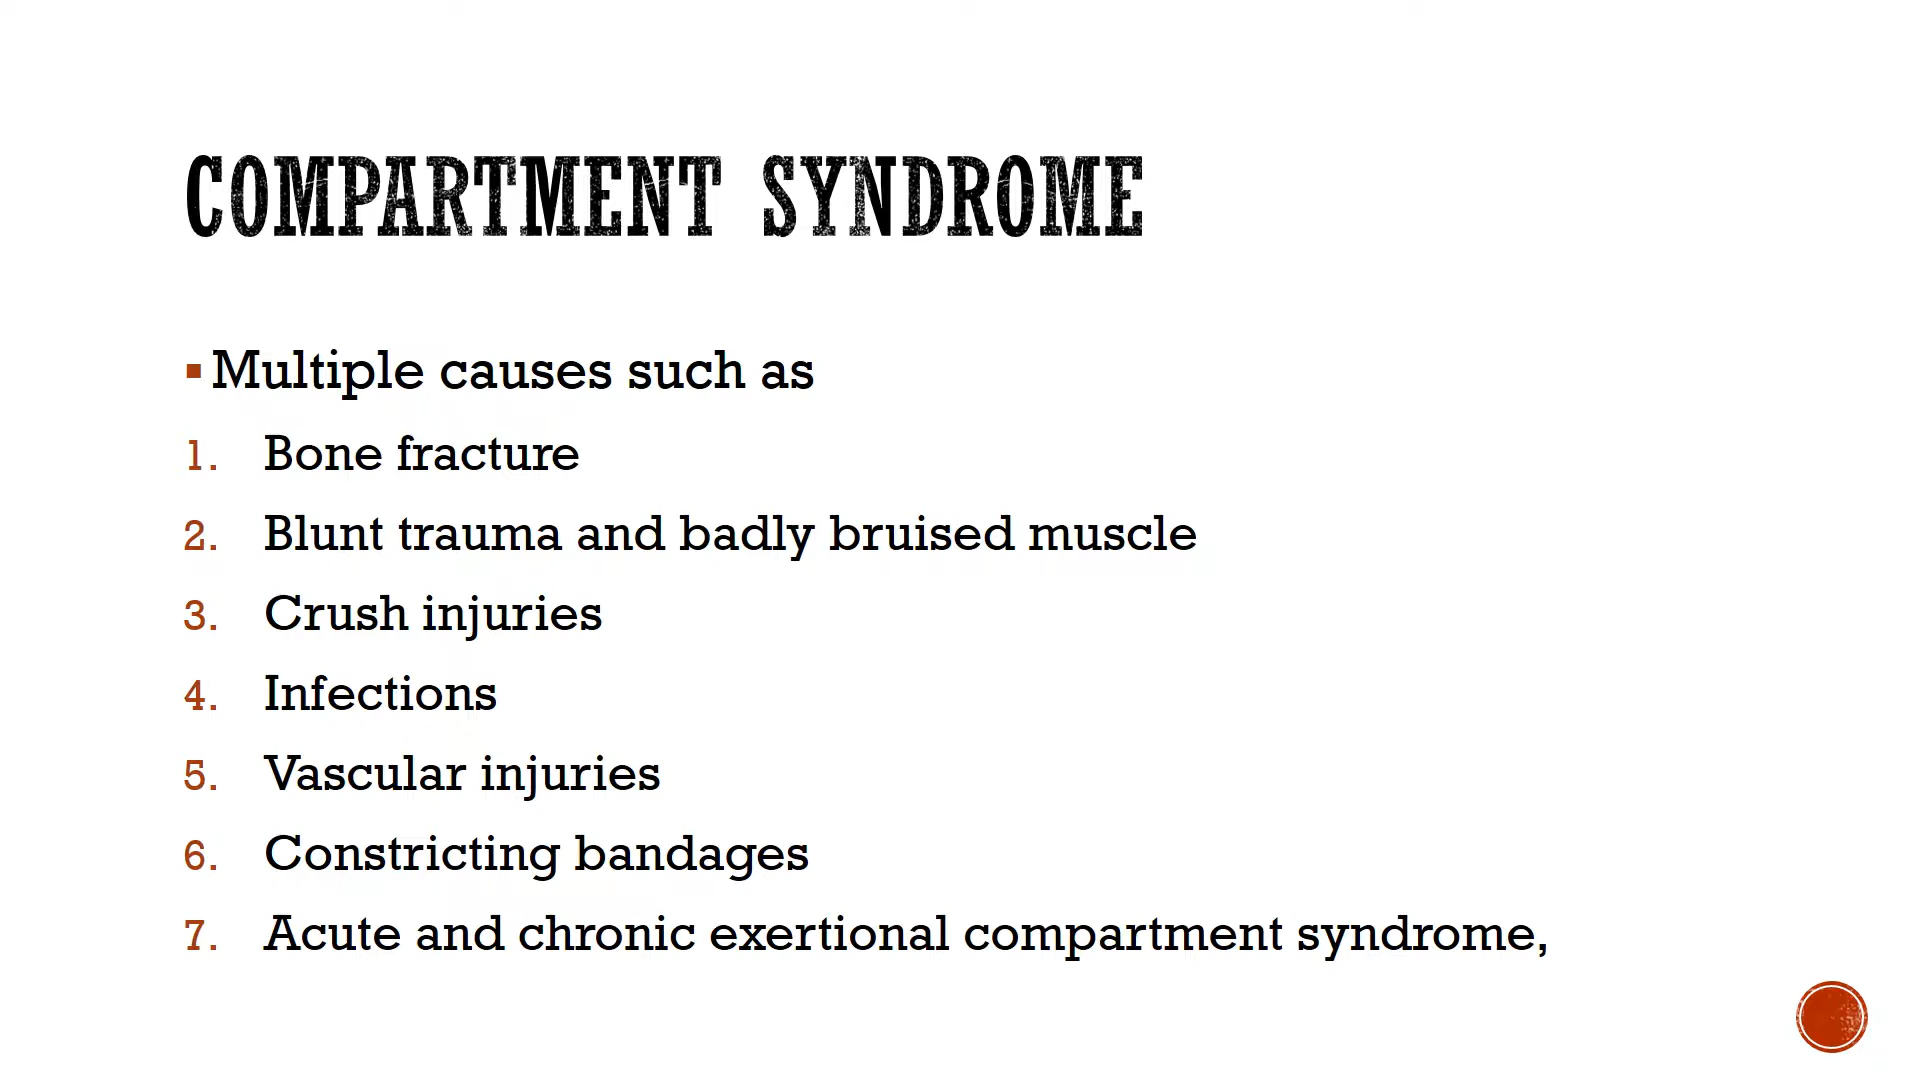 COMPARTMENT SYNDROME
▪ Multiple causes such as
1. Bone fracture
2. Blunt trauma and badly bruised muscle
3. Crush injuries
4. Infections
5. Vascular injuries
6. Constricting bandages
7. Acute and chronic exertional compartment syndrome,